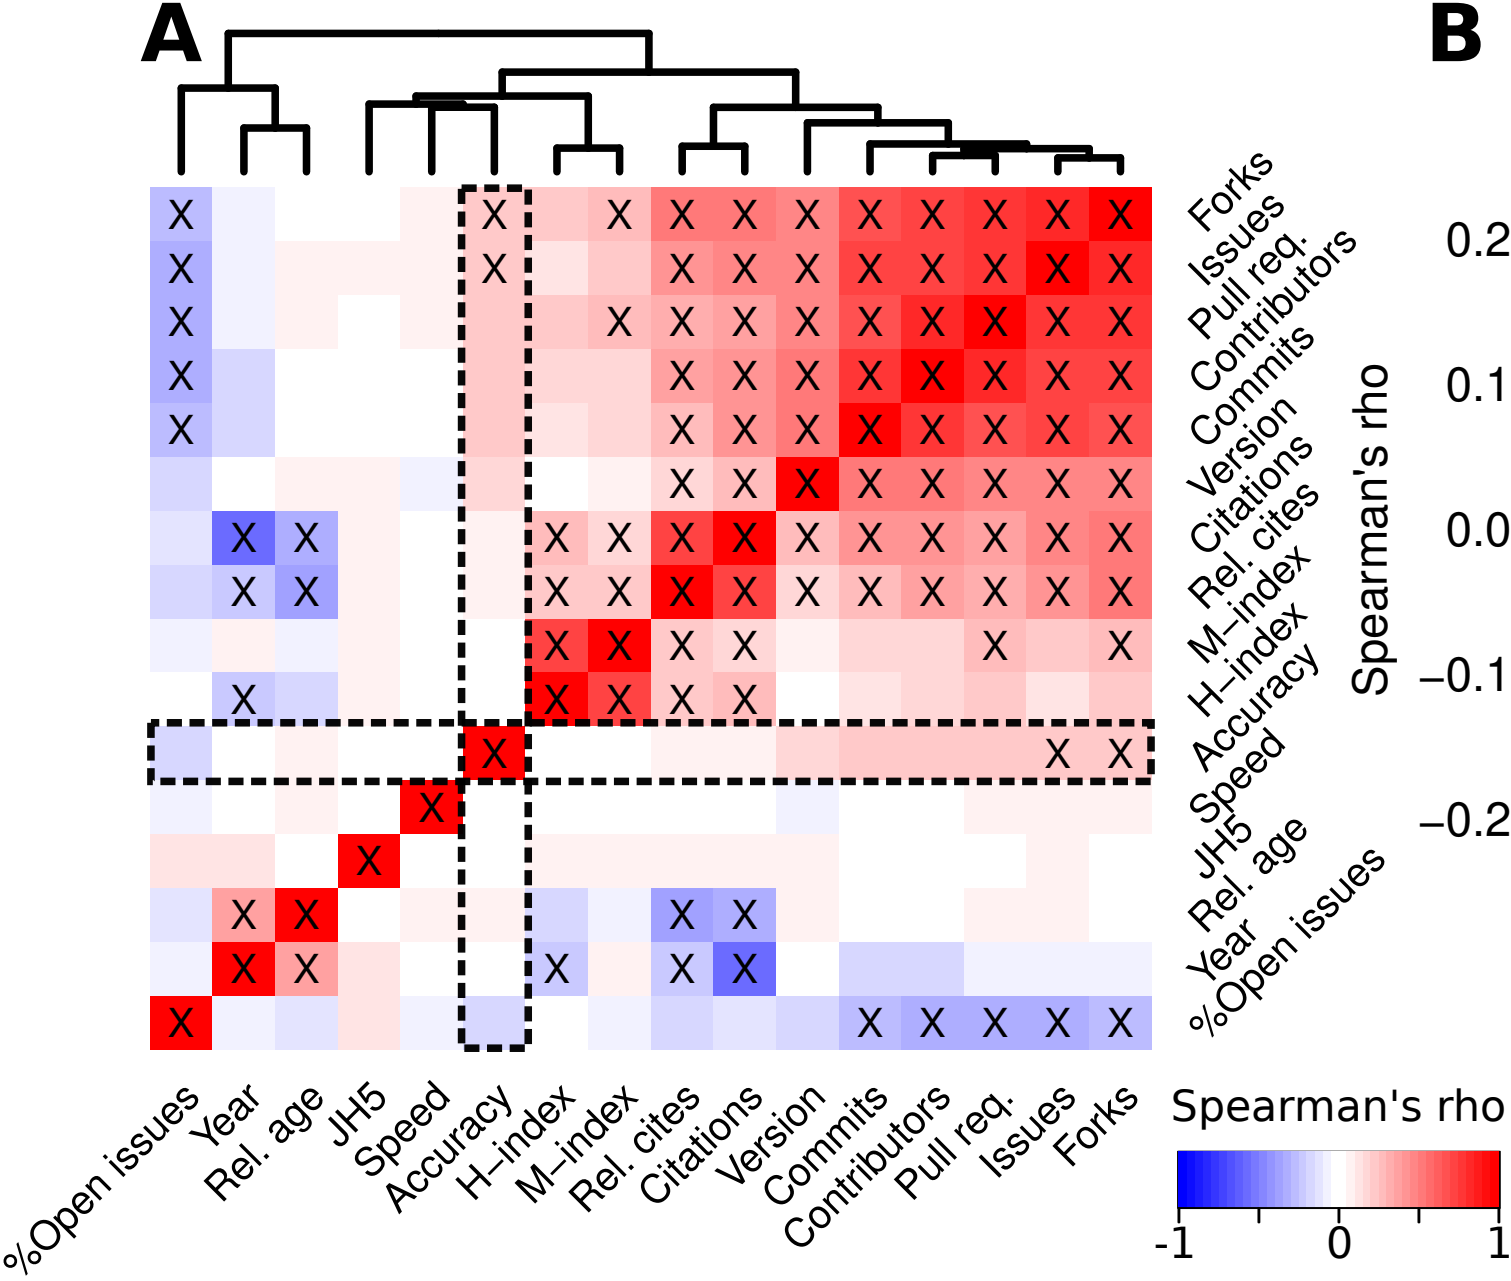 A
B
X X X X X X X X X X
X X X X X X X X X X
X X X X X X X X X X
X X X X X X X X X
X X X X X X X X X
X X X X X X X X
X X X X X X X X X X X X
X X X X X X X X X X X X
X X X X X X
X X X X X
X X X
X
X
X X X X
X X X X X
X X X X X X
Forks
Issues
Pull req.
Contributors
Commits
Version
Citations
Rel. cites
M−index
H−index
Accuracy
Speed
JH5
Rel. age
Year
%Open issues
Spearman's rho
0.2
0.1
0.0
−0.1
−0.2
%Open issues
Year
Rel. age
JH5
Speed
Accuracy
H−index
M−index
Rel. cites
Citations
Version
Commits
Contributors
Pull req.
Issues
Forks
Spearman's rho
-1 0 1